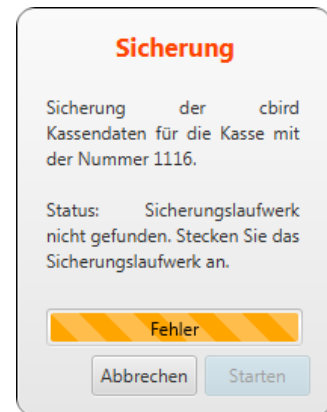 Sicherung
Sicherung der cbird
Kassendaten für die Kasse mit
der Nummer 1116.
Status: Sicherungslaufwerk
nicht gefunden. Stecken Sie das
Sicherungslaufwerk an.
Fehler
Abbrechen Starten